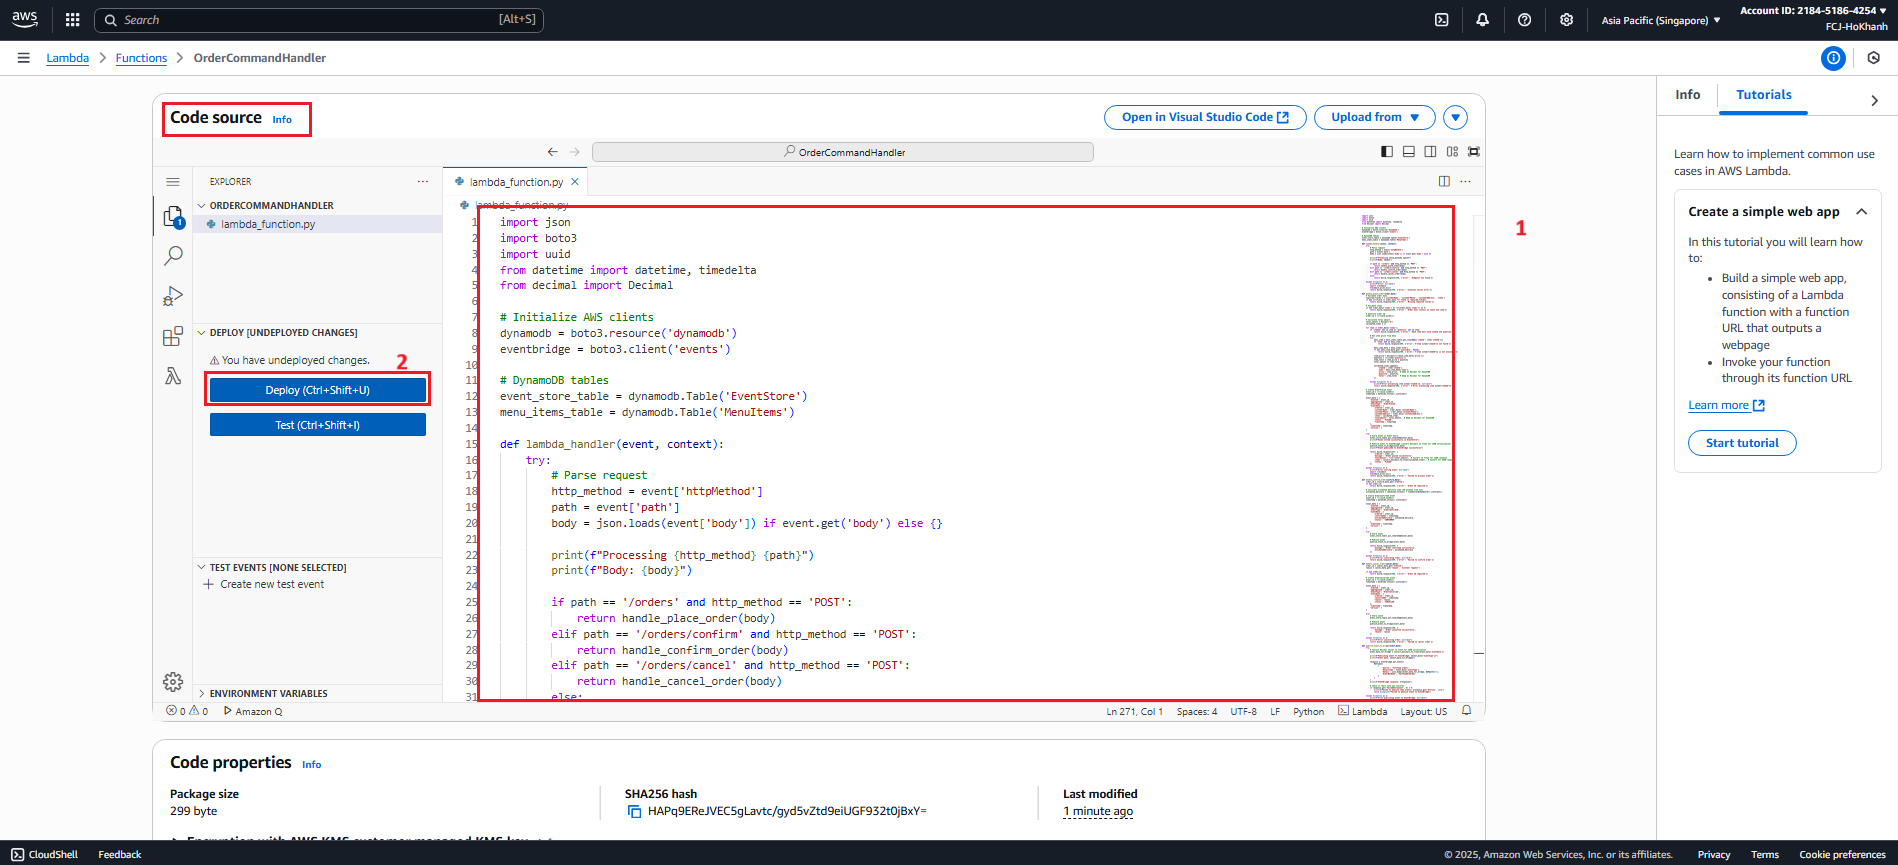 aws
Search
[Alt+S]
Asia Pacific (Singapore)
Account ID: 2184-5186-4254
FCJ-HoKhanh
Lambda
Functions
OrderCommandHandler
Code source Info
Open in Visual Studio Code
Upload from
OrderCommandHandler
EXPLORER
ORDERCOMMANDHANDLER
lambda_function.py
DEPLOY [UNDEPLOYED CHANGES]
You have undeployed changes.
2
Deploy (Ctrl+Shift+U)
Test (Ctrl+Shift+I)
TEST EVENTS [NONE SELECTED]
Create new test event
ENVIRONMENT VARIABLES
lambda_function.py
lambda_function.py
1 import json
2 import boto3
3 import uuid
4 from datetime import datetime, timedelta
5 from decimal import Decimal
6
7 # Initialize AWS clients
8 dynamodb = boto3.resource('dynamodb')
9 eventbridge = boto3.client('events')
10
11 # DynamoDB tables
12 event_store_table = dynamodb.Table('EventStore')
13 menu_items_table = dynamodb.Table('MenuItems')
14
15 def lambda_handler(event, context):
16 try:
17 # Parse request
18 http_method = event['httpMethod']
19 path = event['path']
20 body = json.loads(event['body']) if event.get('body') else {}
21
22 print(f"Processing {http_method} {path}")
23 print(f"Body: {body}")
24
25 if path == '/orders' and http_method == 'POST':
26 return handle_place_order(body)
27 elif path == '/orders/confirm' and http_method == 'POST':
28 return handle_confirm_order(body)
29 elif path == '/orders/cancel' and http_method == 'POST':
30 return handle_cancel_order(body)
31 else:
1
0 0 Amazon Q
Ln 271, Col 1 Spaces: 4 UTF-8 LF Python Lambda Layout: US
Info
Tutorials
Learn how to implement common use
cases in AWS Lambda.
Create a simple web app
In this tutorial you will learn how
to:
• Build a simple web app,
consisting of a Lambda
function with a function
URL that outputs a
webpage
• Invoke your function
through its function URL
Learn more
Start tutorial
Code properties Info
Package size
299 byte
SHA256 hash
HAPq9EReJVEC5gLavtc/gyd5vZtd9eiUGF932t0jBxY=
Last modified
1 minute ago
Encryption with AWS KMS customer managed KMS key
CloudShell
Feedback
© 2025, Amazon Web Services, Inc. or its affiliates.
Privacy
Terms
Cookie preferences